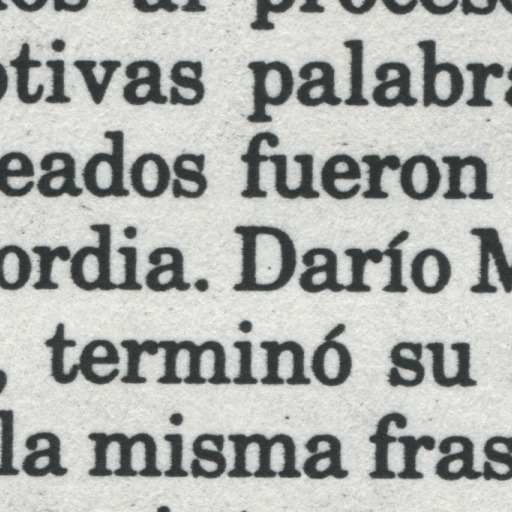 otivas palabra
eados fueron
ordia. Darío M
, terminó su
la misma fras